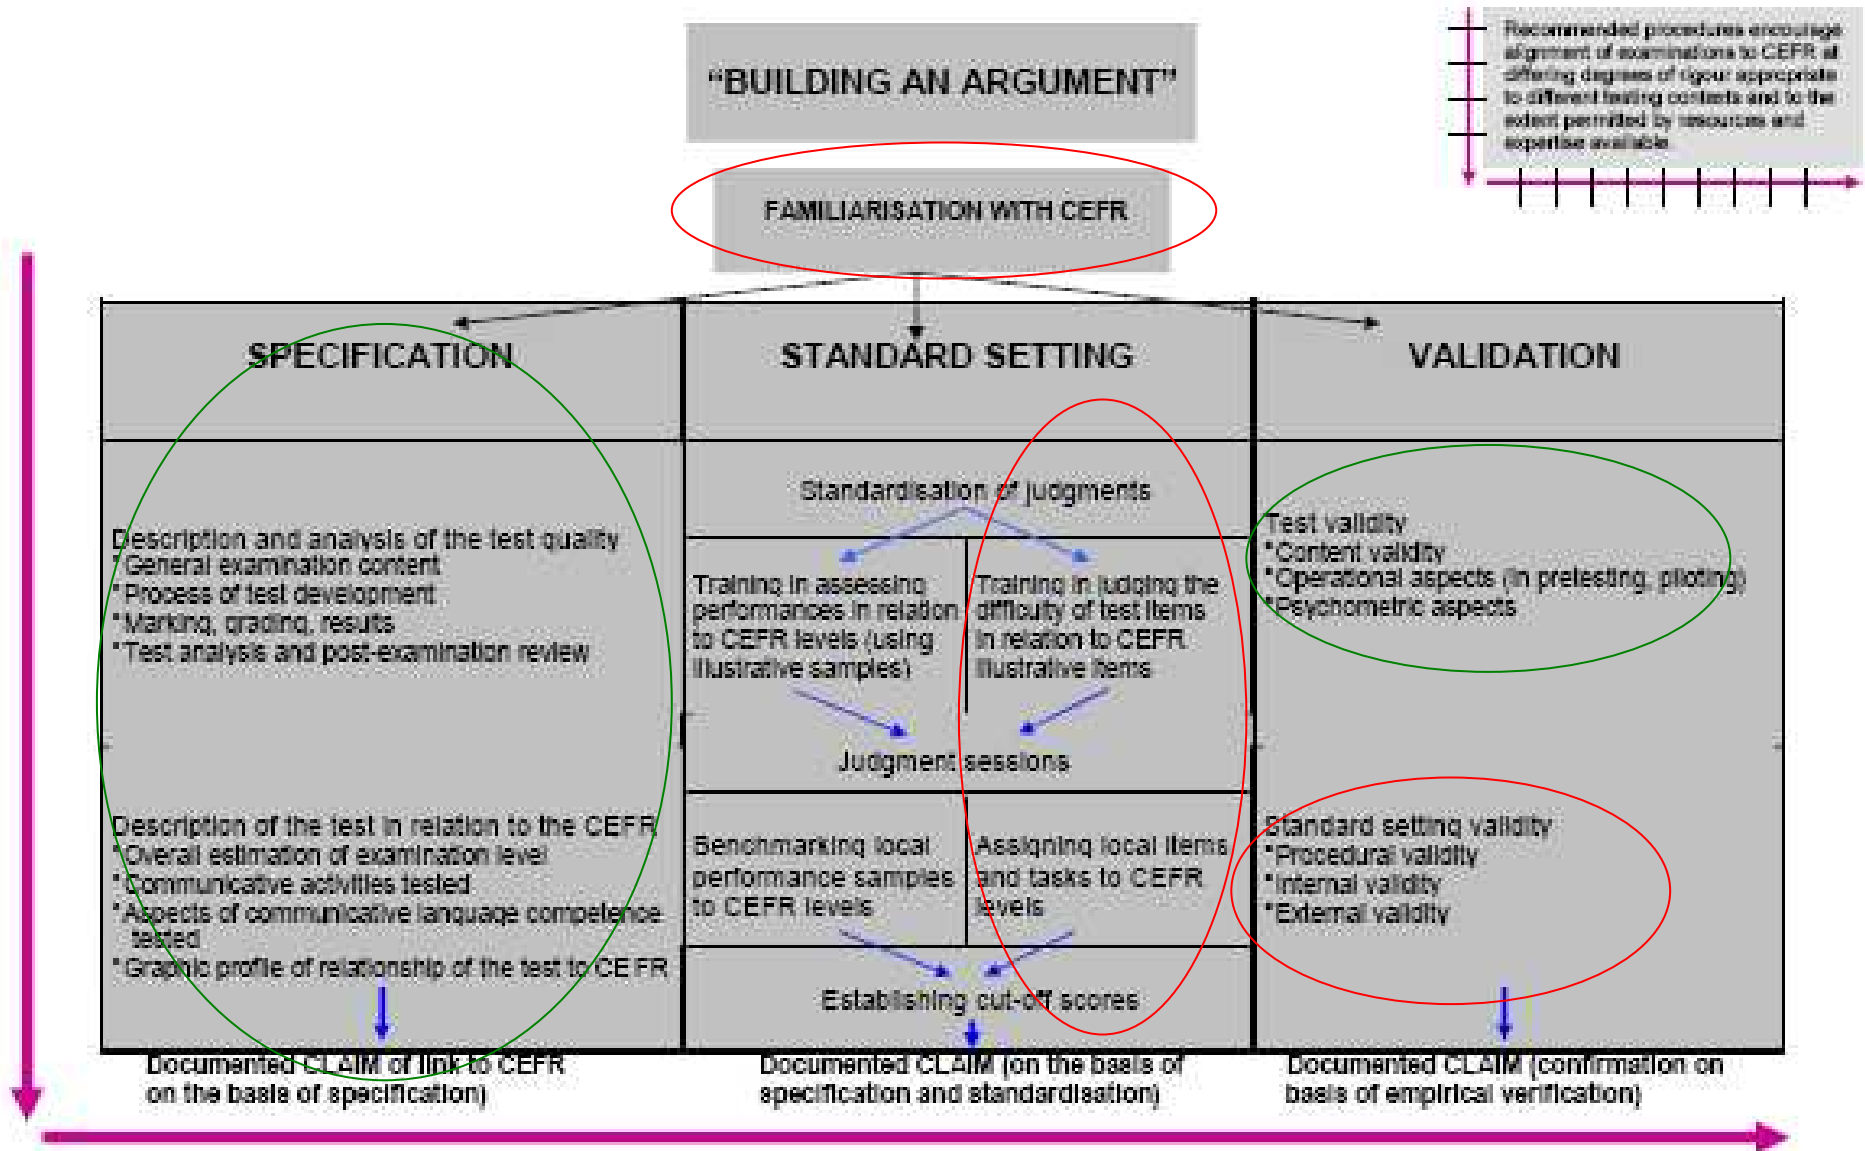 “BUILDING AN ARGUMENT”
Recommended procedures encourage
alignment of examinations to CEFR at
differing degrees of rigour appropriate
to different testing contexts and to the
extent permitted by resources and
expertise available.
FAMILIARISATION WITH CEFR
SPECIFICATION
Description and analysis of the test quality
*General examination content
*Process of test development
*Marking, grading, results
*Test analysis and post-examination review
Description of the test in relation to the CEFR
*Overall estimation of examination level
*Communicative activities tested
*Aspects of communicative language competence
tested
*Graphic profile of relationship of the test to CEFR
Documented CLAIM of link to CEFR
on the basis of specification)
STANDARD SETTING
Standardisation of judgments
Training in assessing
performances in relation
to CEFR levels (using
illustrative samples)
Training in judging the
difficulty of test items
in relation to CEFR
illustrative items
Judgment sessions
Benchmarking local
performance samples
to CEFR levels
Assigning local items
and tasks to CEFR
levels
Establishing cut-off scores
Documented CLAIM (on the basis of
specification and standardisation)
VALIDATION
Test validity
*Content validity
*Operational aspects (in pretesting, piloting)
*Psychometric aspects
Standard setting validity
*Procedural validity
*Internal validity
*External validity
Documented CLAIM (confirmation on
basis of empirical verification)